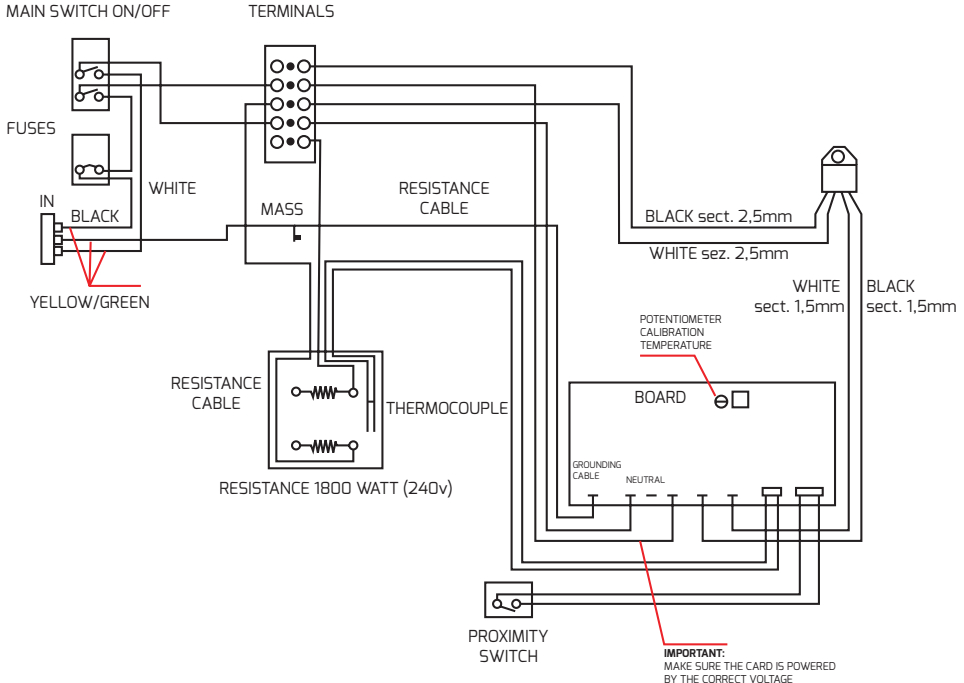 MAIN SWITCH ON/OFF
TERMINALS
FUSES
WHITE
IN
BLACK
MASS
RESISTANCE
CABLE
YELLOW/GREEN
BLACK sect. 2,5mm
WHITE sez. 2,5mm
WHITE
sect. 1,5mm
BLACK
sect. 1,5mm
POTENTIOMETER
CALIBRATION
TEMPERATURE
RESISTANCE
CABLE
THERMOCOUPLE
BOARD
GROUNDING
CABLE
NEUTRAL
RESISTANCE 1800 WATT (240v)
PROXIMITY
SWITCH
IMPORTANT:
MAKE SURE THE CARD IS POWERED
BY THE CORRECT VOLTAGE